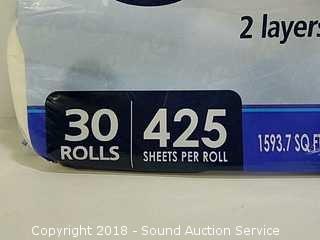 2 layers
30
ROLLS
425
SHEETS PER ROLL
1593.7 SQ
Copyright 2018 - Sound Auction Service